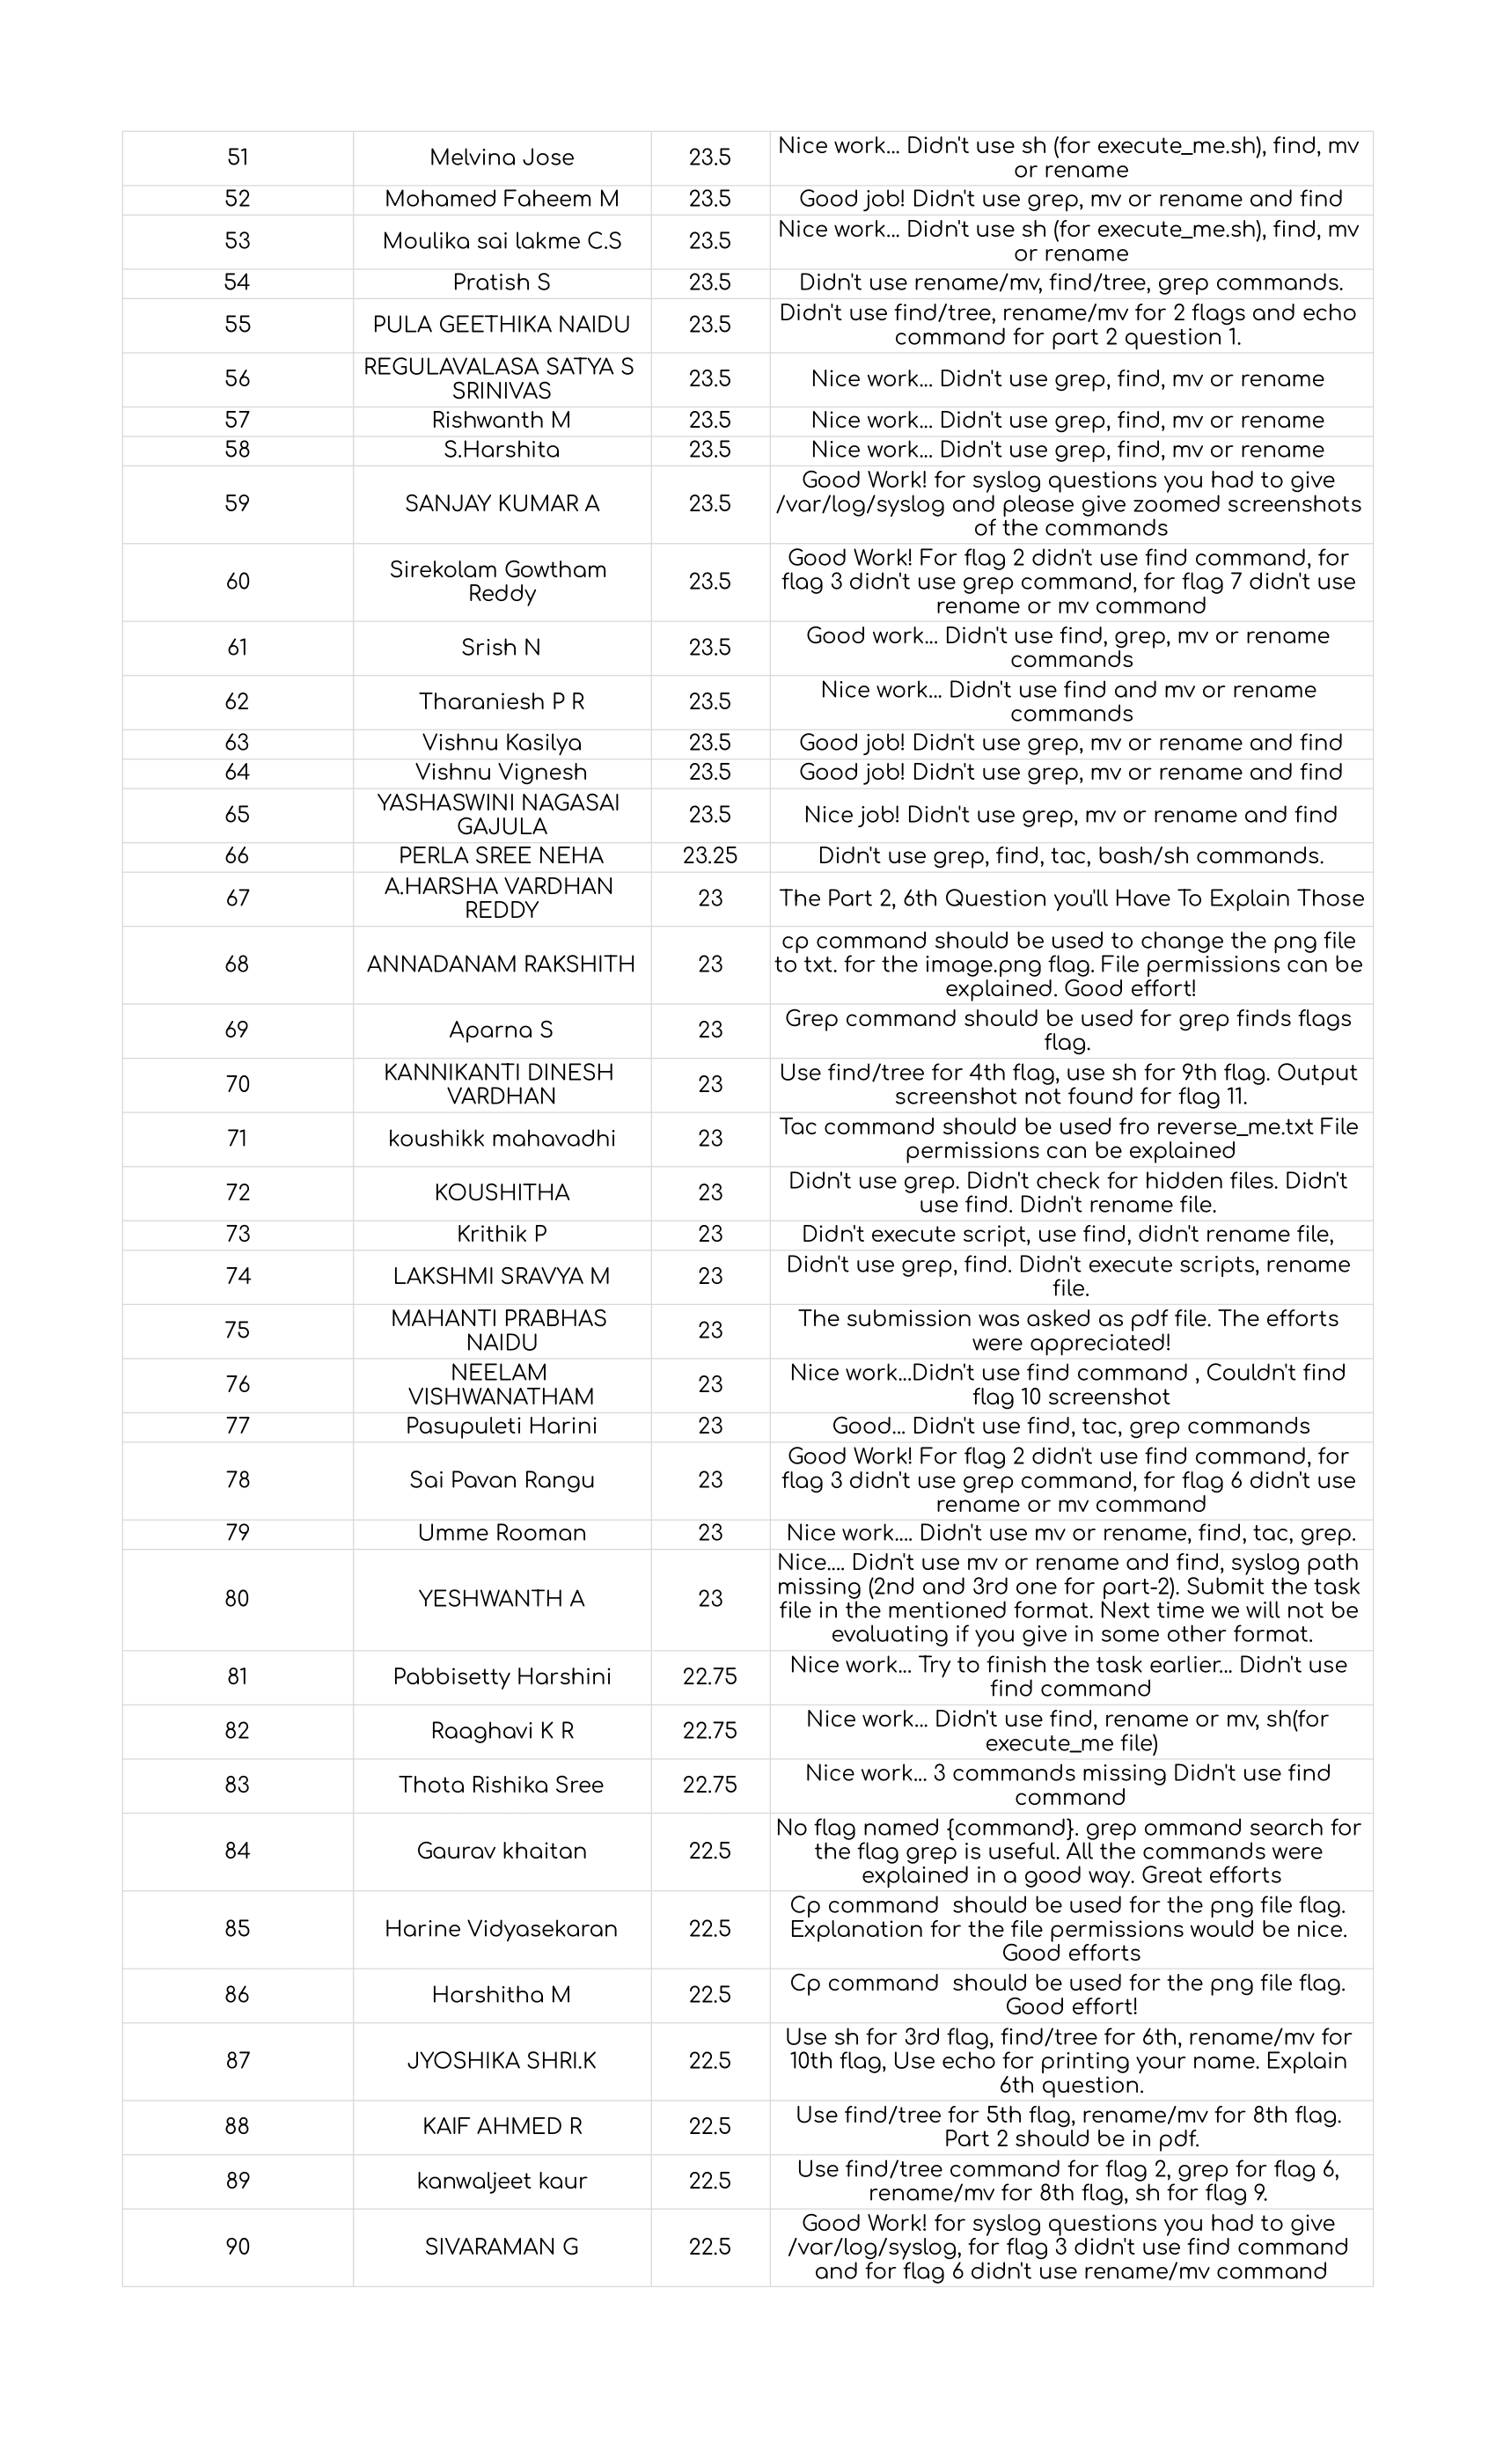 51 Melvina Jose 23.5 Nice work... Didn't use sh (for execute_me.sh), find, mv
or rename
52 Mohamed Faheem M 23.5 Good job! Didn't use grep, mv or rename and find
53 Moulika sai lakme C.S 23.5 Nice work... Didn't use sh (for execute_me.sh), find, mv
or rename
54 Pratish S 23.5 Didn't use rename/mv, find/tree, grep commands.
55 PULA GEETHIKA NAIDU 23.5 Didn't use find/tree, rename/mv for 2 flags and echo
command for part 2 question 1.
56 REGULAVALASA SATYA S
SRINIVAS 23.5 Nice work... Didn't use grep, find, mv or rename
57 Rishwanth M 23.5 Nice work... Didn't use grep, find, mv or rename
58 S.Harshita 23.5 Nice work... Didn't use grep, find, mv or rename
59 SANJAY KUMAR A 23.5 Good Work! for syslog questions you had to give
/var/log/syslog and please give zoomed screenshots
of the commands
60 Sirekolam Gowtham
Reddy 23.5 Good Work! For flag 2 didn't use find command, for
flag 3 didn't use grep command, for flag 7 didn't use
rename or mv command
61 Srish N 23.5 Good work... Didn't use find, grep, mv or rename
commands
62 Tharaniesh P R 23.5 Nice work... Didn't use find and mv or rename
commands
63 Vishnu Kasilya 23.5 Good job! Didn't use grep, mv or rename and find
64 Vishnu Vignesh 23.5 Good job! Didn't use grep, mv or rename and find
65 YASHASWINI NAGASAI
GAJULA 23.5 Nice job! Didn't use grep, mv or rename and find
66 PERLA SREE NEHA 23.25 Didn't use grep, find, tac, bash/sh commands.
67 A.HARSHA VARDHAN
REDDY 23 The Part 2, 6th Question you'll Have To Explain Those
68 ANNADANAM RAKSHITH 23 cp command should be used to change the png file
to txt. for the image.png flag. File permissions can be
explained. Good effort!
69 Aparna S 23 Grep command should be used for grep finds flags
flag.
70 KANNIKANTI DINESH
VARDHAN 23 Use find/tree for 4th flag, use sh for 9th flag. Output
screenshot not found for flag 11.
71 koushikk mahavadhi 23 Tac command should be used fro reverse_me.txt File
permissions can be explained
72 KOUSHITHA 23 Didn't use grep. Didn't check for hidden files. Didn't
use find. Didn't rename file.
73 Krithik P 23 Didn't execute script, use find, didn't rename file,
74 LAKSHMI SRAVYA M 23 Didn't use grep, find. Didn't execute scripts, rename
file.
75 MAHANTI PRABHAS
NAIDU 23 The submission was asked as pdf file. The efforts
were appreciated!
76 NEELAM
VISHWANATHAM 23 Nice work...Didn't use find command , Couldn't find
flag 10 screenshot
77 Pasupuleti Harini 23 Good... Didn't use find, tac, grep commands
78 Sai Pavan Rangu 23 Good Work! For flag 2 didn't use find command, for
flag 3 didn't use grep command, for flag 6 didn't use
rename or mv command
79 Umme Rooman 23 Nice work.... Didn't use mv or rename, find, tac, grep.
80 YESHWANTH A 23 Nice.... Didn't use mv or rename and find, syslog path
missing (2nd and 3rd one for part-2). Submit the task
file in the mentioned format. Next time we will not be
evaluating if you give in some other format.
81 Pabbisetty Harshini 22.75 Nice work... Try to finish the task earlier... Didn't use
find command
82 Raaghavi K R 22.75 Nice work... Didn't use find, rename or mv, sh(for
execute_me file)
83 Thota Rishika Sree 22.75 Nice work... 3 commands missing Didn't use find
command
84 Gaurav khaitan 22.5 No flag named {command}. grep ommand search for
the flag grep is useful. All the commands were
explained in a good way. Great efforts
85 Harine Vidyasekaran 22.5 Cp command  should be used for the png file flag.
Explanation for the file permissions would be nice.
Good efforts
86 Harshitha M 22.5 Cp command  should be used for the png file flag.
Good effort!
87 JYOSHIKA SHRI.K 22.5 Use sh for 3rd flag, find/tree for 6th, rename/mv for
10th flag, Use echo for printing your name. Explain
6th question.
88 KAIF AHMED R 22.5 Use find/tree for 5th flag, rename/mv for 8th flag.
Part 2 should be in pdf.
89 kanwaljeet kaur 22.5 Use find/tree command for flag 2, grep for flag 6,
rename/mv for 8th flag, sh for flag 9.
90 SIVARAMAN G 22.5 Good Work! for syslog questions you had to give
/var/log/syslog, for flag 3 didn't use find command
and for flag 6 didn't use rename/mv command